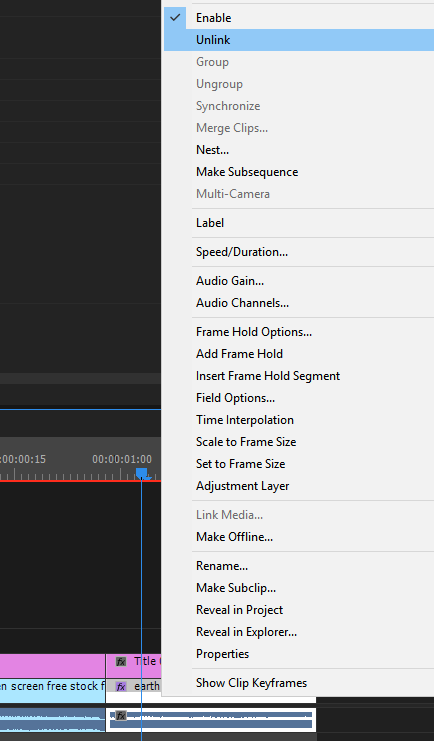 Enable
Unlink
Group
Ungroup
Synchronize
Merge Clips...
Nest...
Make Subsequence
Multi-Camera
Label
Speed/Duration...
Audio Gain...
Audio Channels...
Frame Hold Options...
Add Frame Hold
Insert Frame Hold Segment
Field Options...
Time Interpolation
Scale to Frame Size
Set to Frame Size
Adjustment Layer
Link Media...
Make Offline...
Rename...
Make Subclip...
Reveal in Project
Reveal in Explorer...
Properties
Show Clip Keyframes
:00:00:15 00:00:01:00
fx Title
en screen free stock f fx earth
fx